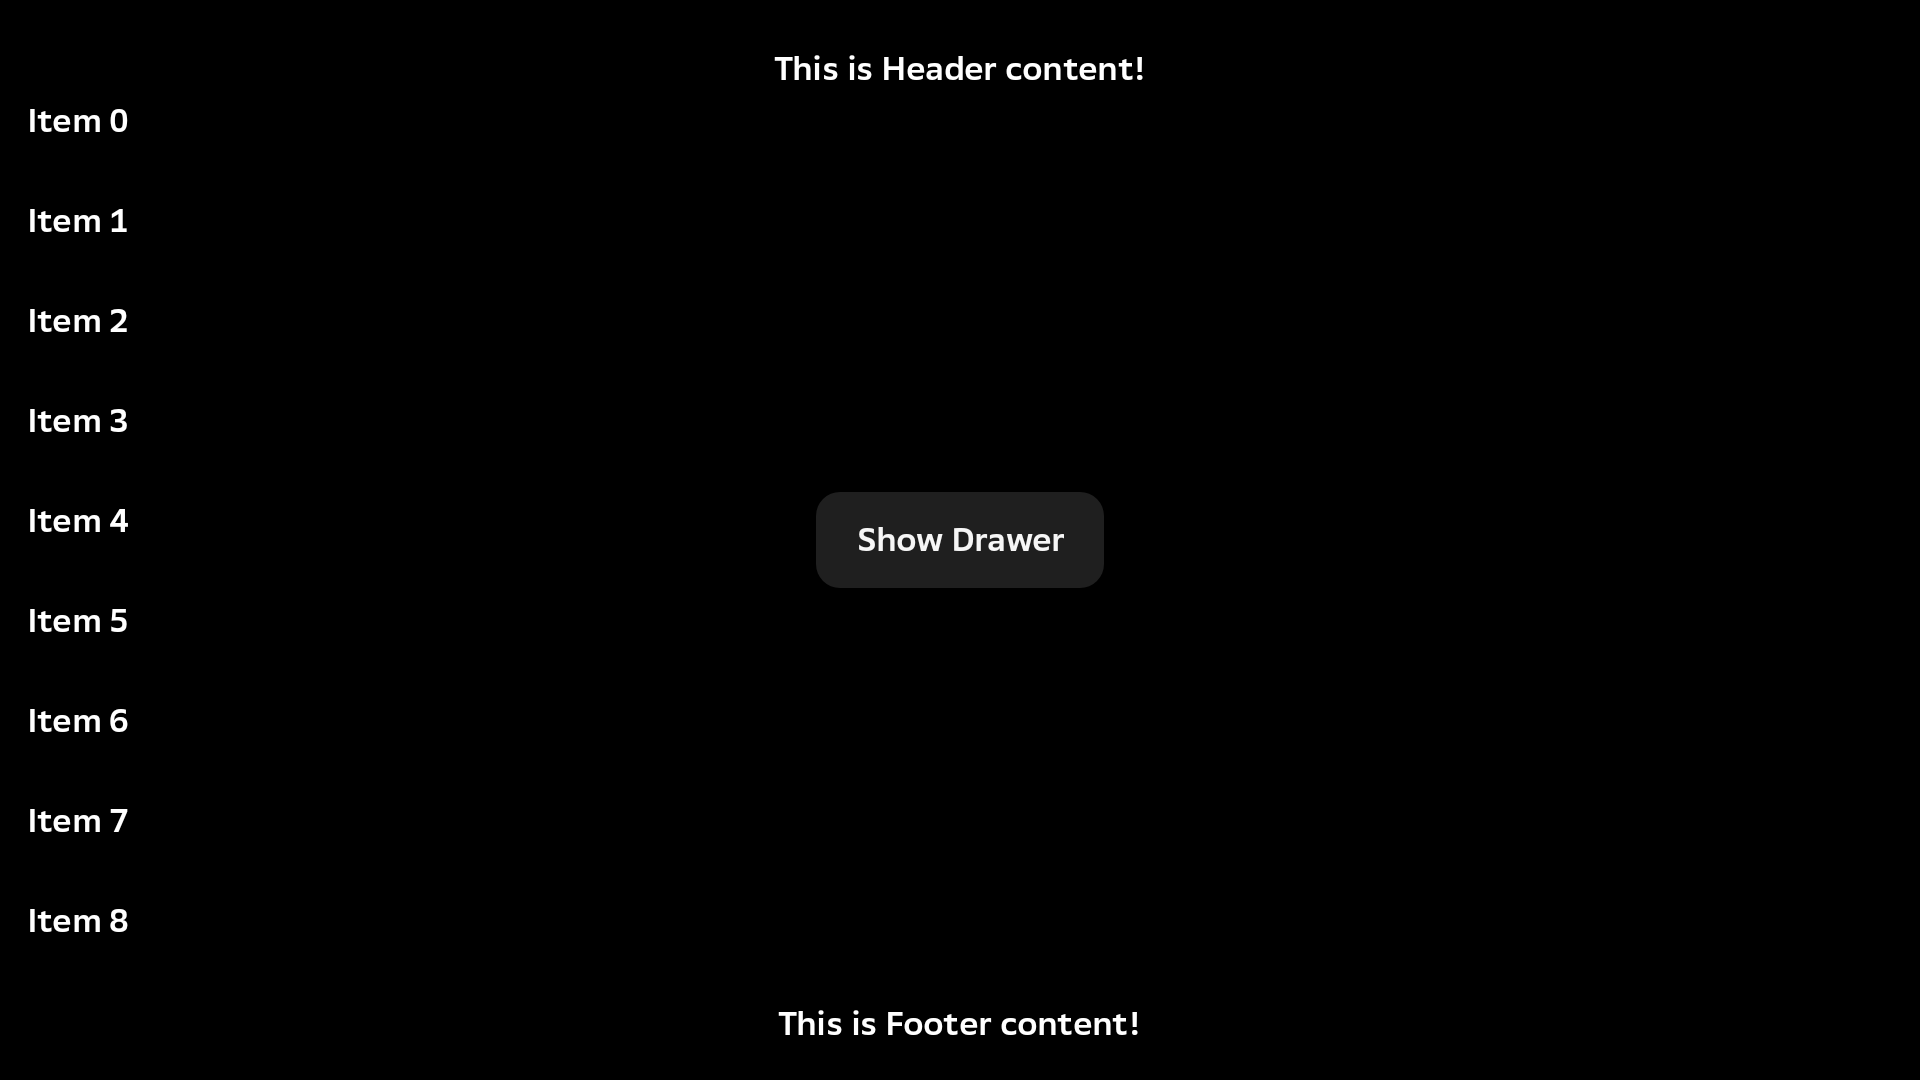 This is Header content!
Item 0
Item 1
Item 2
Item 3
Item 4
Show Drawer
Item 5
Item 6
Item 7
Item 8
This is Footer content!